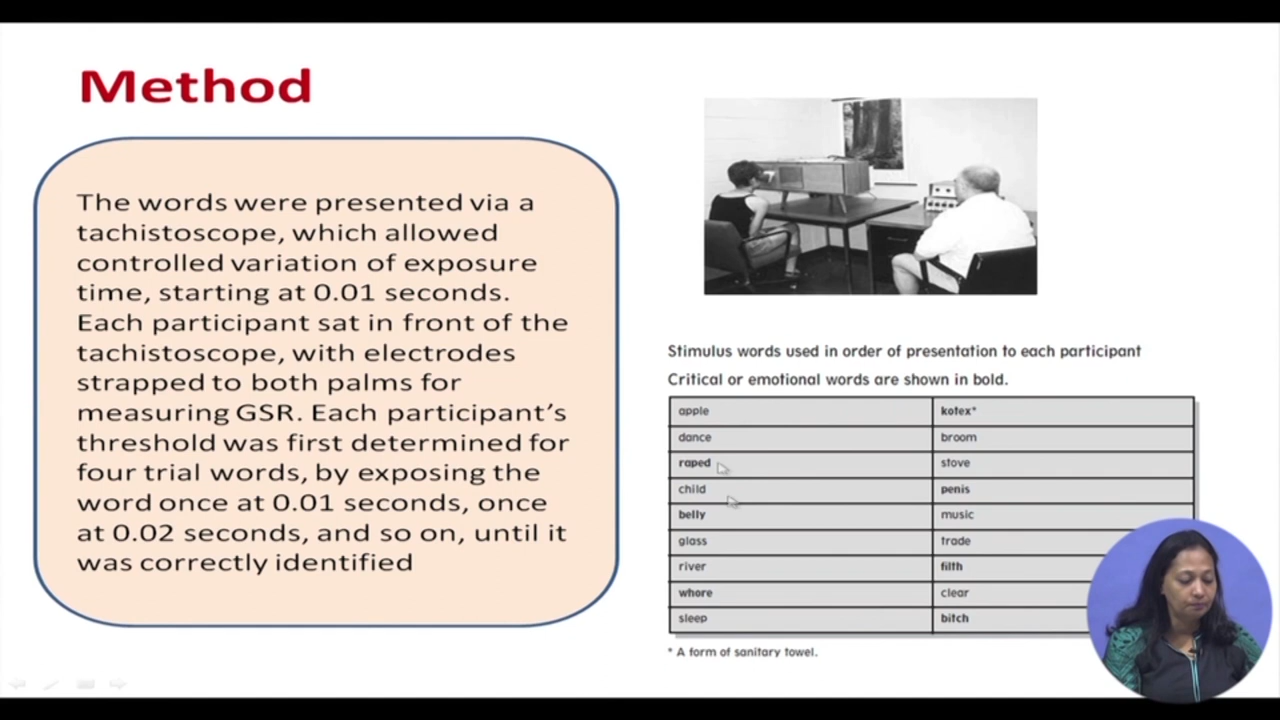 Method
The words were presented via a
tachistoscope, which allowed
controlled variation of exposure
time, starting at 0.01 seconds.
Each participant sat in front of the
tachistoscope, with electrodes
strapped to both palms for
measuring GSR. Each participant's
threshold was first determined for
four trial words, by exposing the
word once at 0.01 seconds, once
at 0.02 seconds, and so on, until it
was correctly identified
Stimulus words used in order of presentation to each participant
Critical or emotional words are shown in bold.
apple kotex*
dance broom
raped stove
child penis
belly music
glass trade
river filth
whore clear
sleep bitch
* A form of sanitary towel.